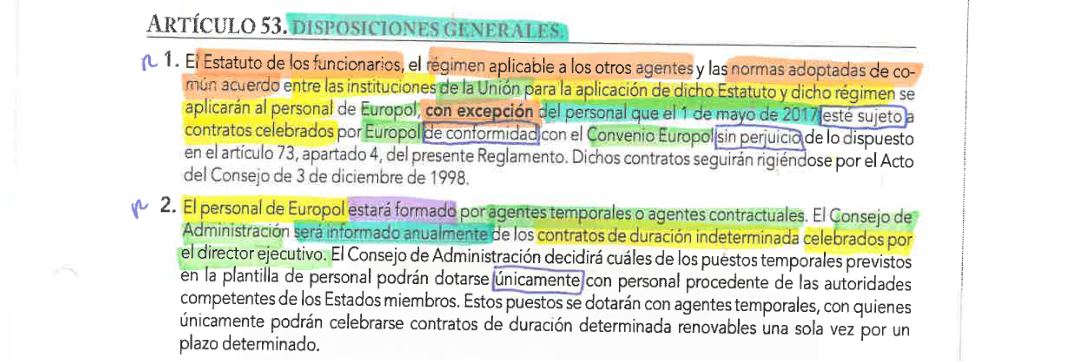 ARTÍCULO 53. DISPOSICIONES GENERALES.
1. El Estatuto de los funcionarios, el régimen aplicable a los otros agentes y las normas adoptadas de co-
mún acuerdo entre las instituciones de la Unión para la aplicación de dicho Estatuto y dicho régimen se
aplicarán al personal de Europol, con excepción del personal que el 1 de mayo de 2017 esté sujeto a
contratos celebrados por Europol de conformidad con el Convenio Europol sin perjuicio de lo dispuesto
en el artículo 73, apartado 4, del presente Reglamento. Dichos contratos seguirán rigiéndose por el Acto
del Consejo de 3 de diciembre de 1998.
2. El personal de Europol estará formado por agentes temporales o agentes contractuales. El Consejo de
Administración será informado anualmente de los contratos de duración indeterminada celebrados por
el director ejecutivo. El Consejo de Administración decidirá cuáles de los puestos temporales previstos
en la plantilla de personal podrán dotarse únicamente con personal procedente de las autoridades
competentes de los Estados miembros. Estos puestos se dotarán con agentes temporales, con quienes
únicamente podrán celebrarse contratos de duración determinada renovables una sola vez por un
plazo determinado.